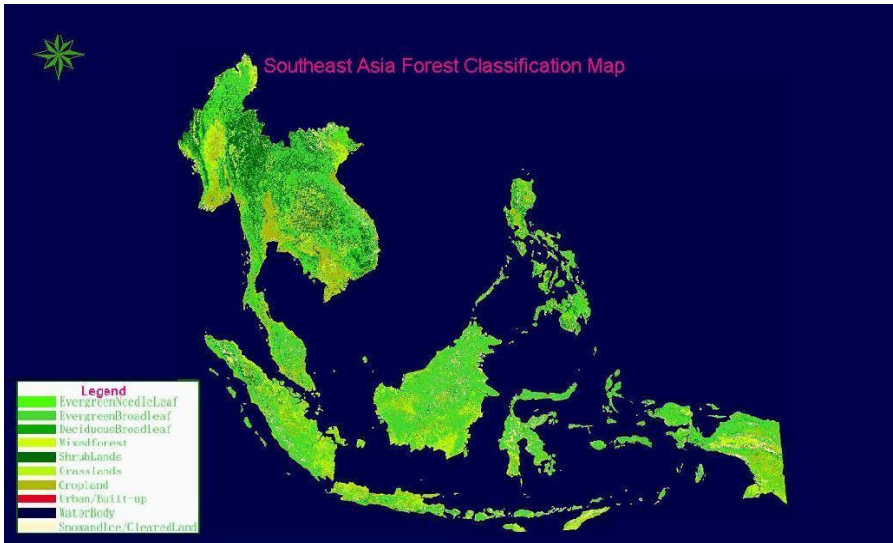 Southeast Asia Forest Classification Map
Legend
EvergreenNeedleLeaf
EvergreenBroadleaf
DeciduousBroadleaf
Mixedforest
ShrubLands
Grasslands
Cropland
Urban/Built-up
WaterBody
SnowandIce/ClearedLand